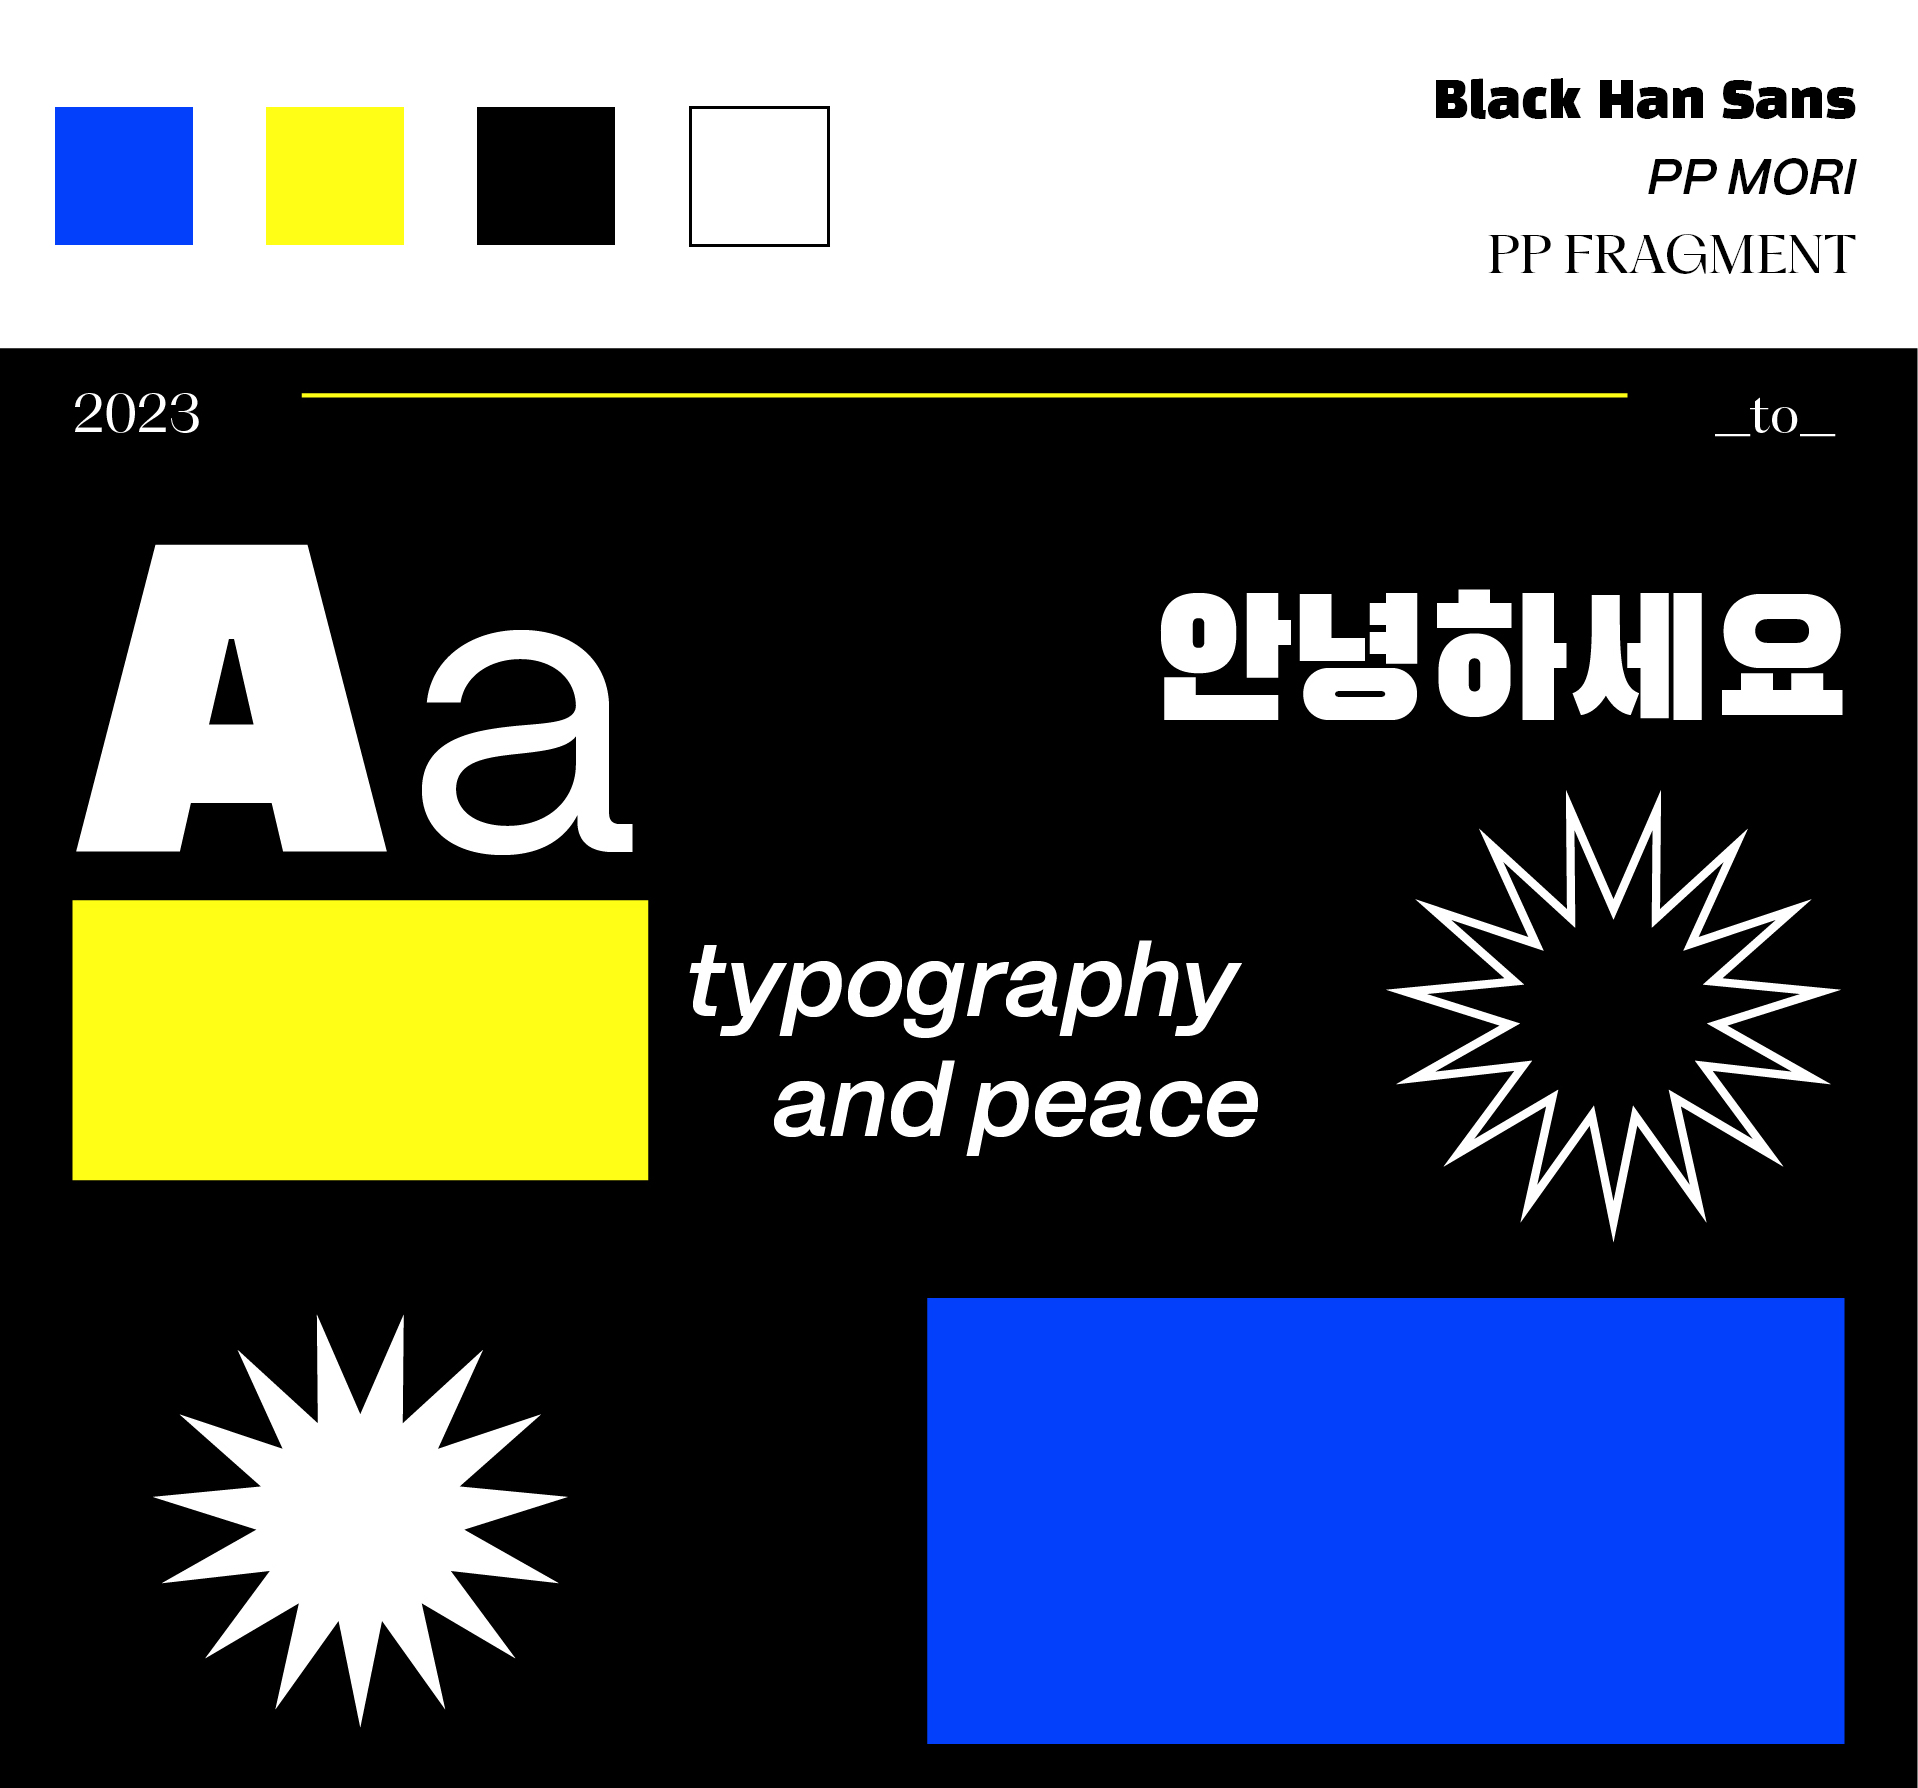 Black Han Sans
PP MORI
PP FRAGMENT
2023
_to_
Aa
안녕하세요
typography
and peace